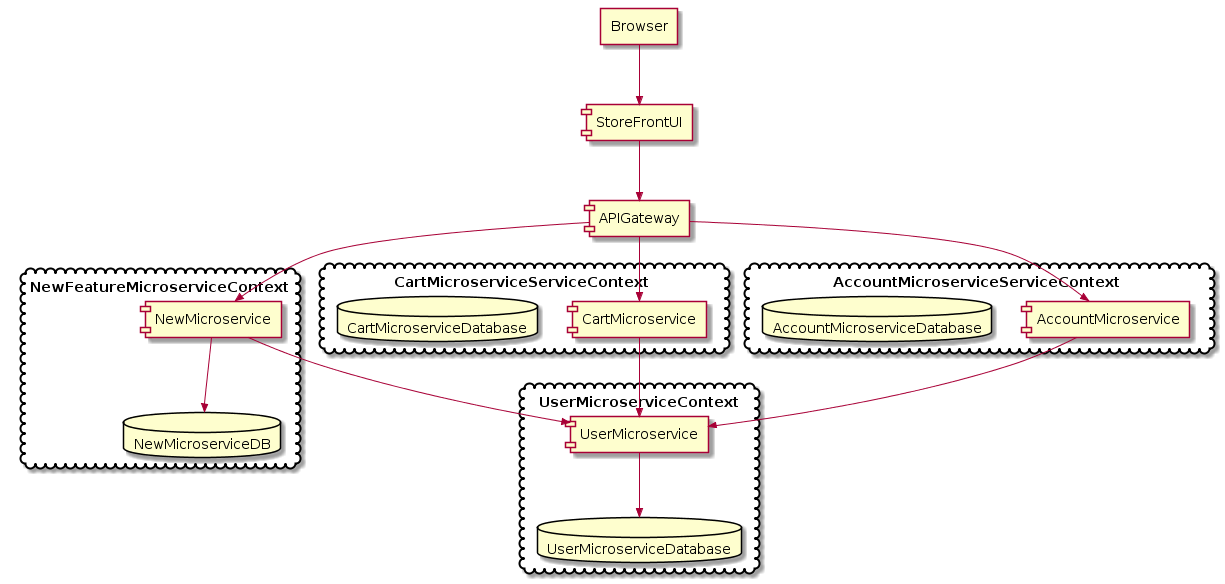 Browser
StoreFrontUI
APIGateway
NewFeatureMicroserviceContext
CartMicroserviceServiceContext
AccountMicroserviceServiceContext
NewMicroservice
CartMicroserviceDatabase
CartMicroservice
AccountMicroserviceDatabase
AccountMicroservice
UserMicroserviceContext
NewMicroserviceDB
UserMicroservice
UserMicroserviceDatabase